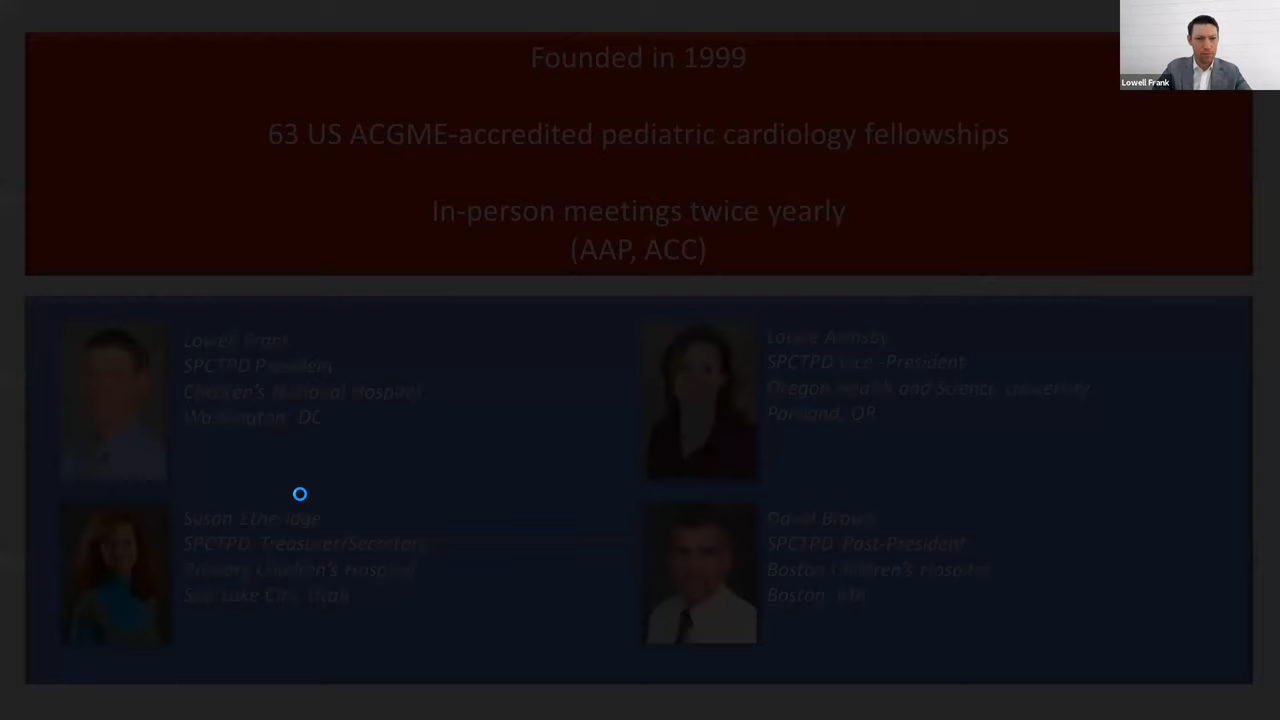 Founded in 1999
63 US ACGME-accredited pediatric cardiology fellowships
In-person meetings twice yearly
(AAP, ACC)
Lowell Frank
Lowell Frank
SPCTPD President
Children's National Hospital
Washington, DC
Laurie Armsby
SPCTPD Vice -President
Oregon Health and Science University
Portland, OR
Susan Etheridge
SPCTPD Treasurer/Secretary
Primary Children's Hospital
Salt Lake City, Utah
David Brown
SPCTPD Past-President
Boston Children's Hospital
Boston, MA